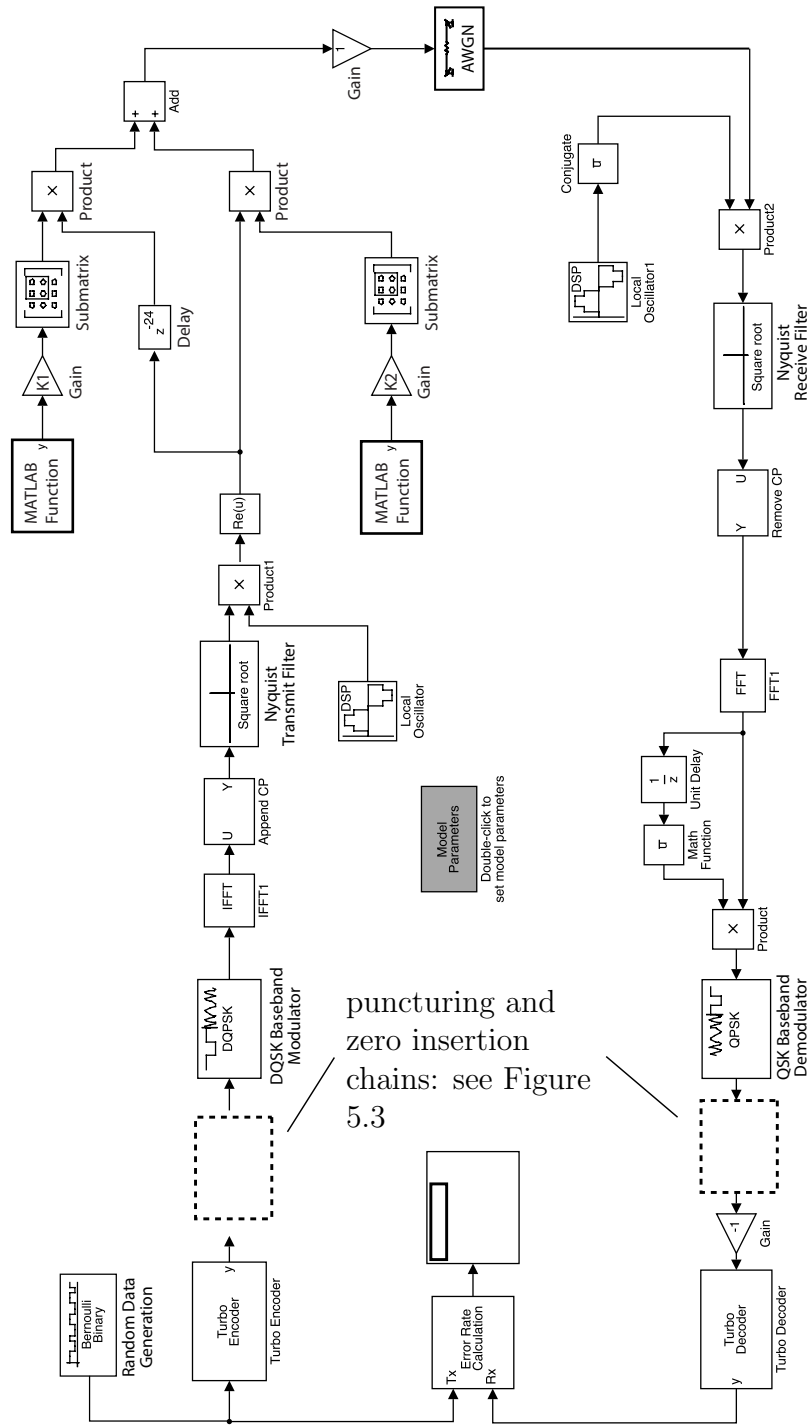 Bernoulli
Binary
Random Data
Generation
Turbo
Encoder
y
Turbo Encoder
DQPSK
DQSK Baseband
Modulator
IFFT
IFFT1
U
Y
Append CP
Square root
Nyquist
Transmit Filter
DSP
Local
Oscillator
×
Product1
Re(u)
MATLAB
Function
y
K1
Gain
Submatrix
×
Product
-24
z
Delay
MATLAB
Function
y
K2
Gain
Submatrix
×
Product
+
+
Add
1
Gain
AWGN
DSP
Local
Oscillator1
u
Conjugate
×
Product2
Square root
Nyquist
Receive Filter
U
Y
Remove CP
FFT
FFT1
1
z
Unit Delay
u
Math
Function
×
Product
QPSK
QSK Baseband
Demodulator
-1
Gain
Turbo
Decoder
y
Turbo Decoder
Tx
Rx
Error Rate
Calculation
Model
Parameters
Double-click to
set model parameters
puncturing and
zero insertion
chains: see Figure
5.3